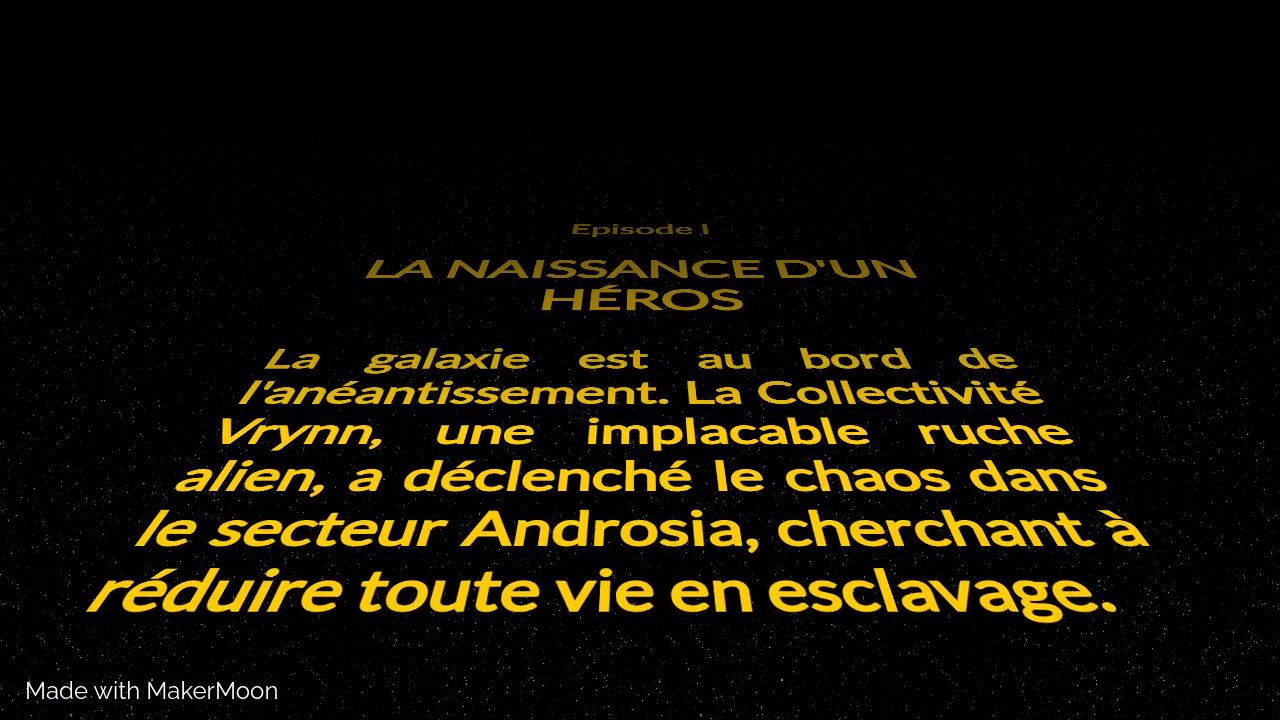 Episode I
LA NAISSANCE D'UN
HÉROS
La galaxie est au bord de
l'anéantissement. La Collectivité
Vrynn, une implacable ruche
alien, a déclenché le chaos dans
le secteur Androsia, cherchant à
réduire toute vie en esclavage.
Made with MakerMoon